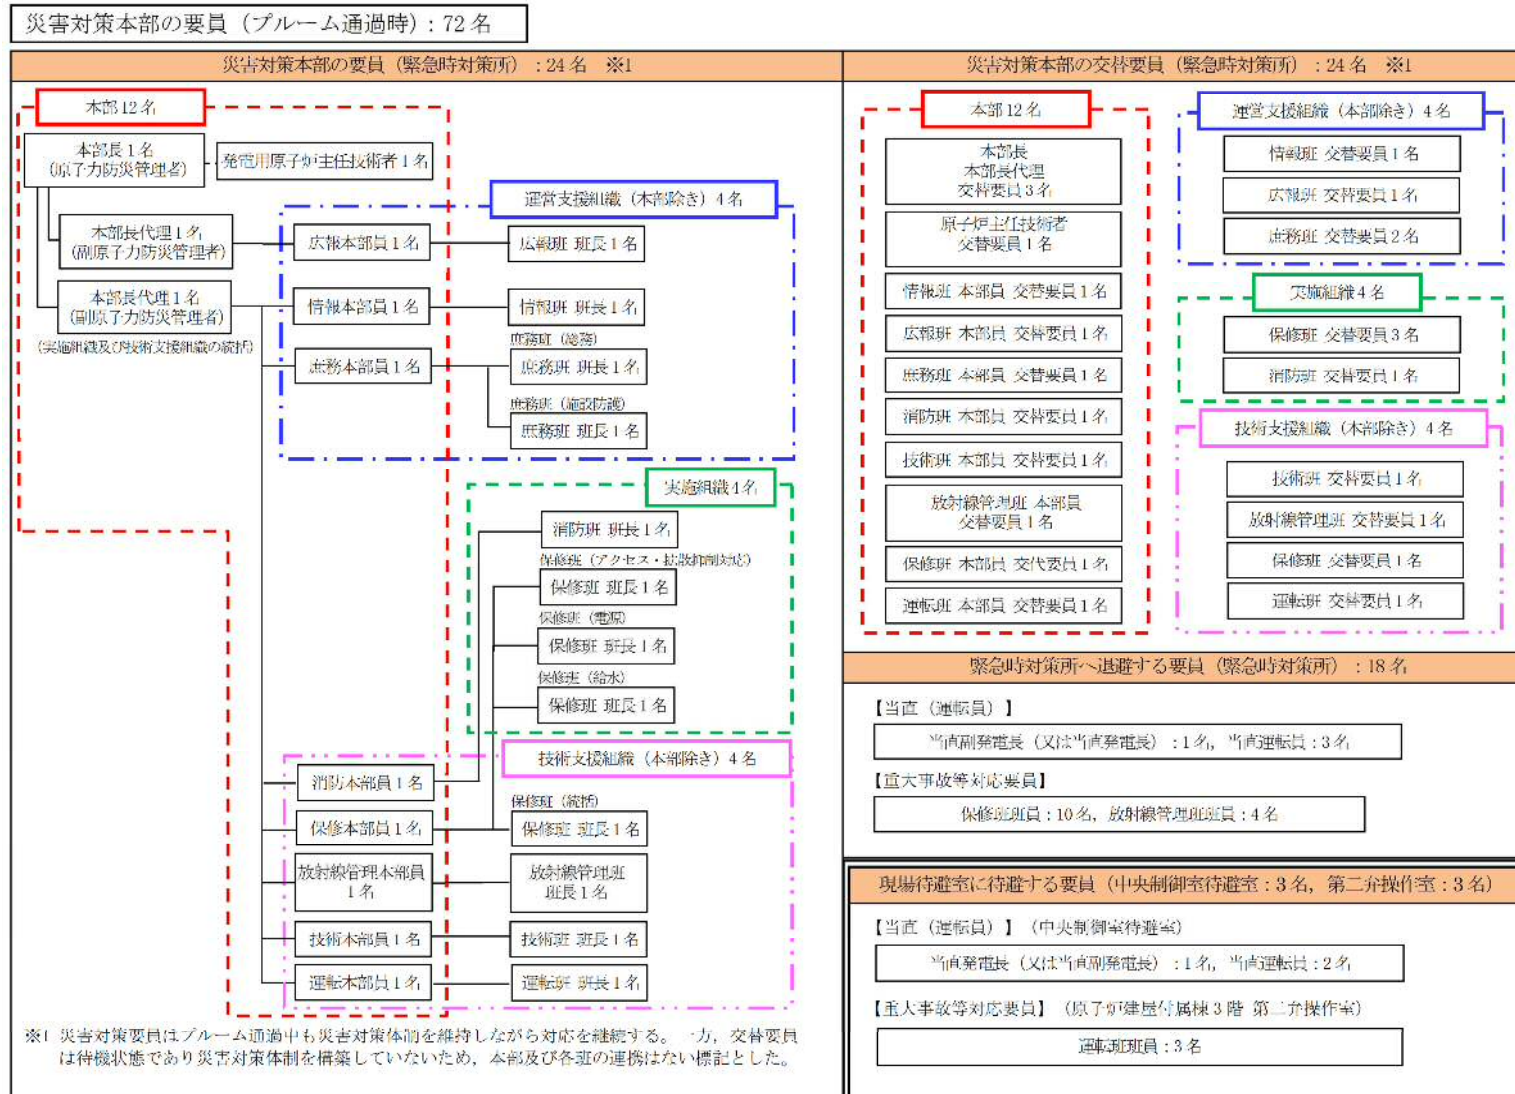 災害対策本部の要員（プルーム通過時）：72名
災害対策本部の要員（緊急時対策所）：24名　※1
本部12名
本部長1名
（原子力防災管理者）
発電用原子炉主任技術者1名
運営支援組織（本部除き）4名
本部長代理1名
（副原子力防災管理者）
広報本部員1名
広報班 班長1名
本部長代理1名
（副原子力防災管理者）
（実施組織及び技術支援組織の統括）
情報本部員1名
情報班 班長1名
庶務班（総務）
庶務本部員1名
庶務班 班長1名
庶務班（施設防護）
庶務班 班長1名
実施組織4名
消防班 班長1名
保修班（アクセス・拡散抑制対応）
保修班 班長1名
保修班（電源）
保修班 班長1名
保修班（給水）
保修班 班長1名
技術支援組織（本部除き）4名
消防本部員1名
保修班（統括）
保修本部員1名
保修班 班長1名
放射線管理本部員
1名
放射線管理班
班長1名
技術本部員1名
技術班 班長1名
運転本部員1名
運転班 班長1名
※1 災害対策要員はプルーム通過中も災害対策体制を維持しながら対応を継続する。一方，交替要員
は待機状態であり災害対策体制を構築していないため，本部及び各班の連携はない標記とした。
災害対策本部の交替要員（緊急時対策所）：24名　※1
本部12名
本部長
本部長代理
交替要員3名
原子炉主任技術者
交替要員1名
情報班 本部員 交替要員1名
広報班 本部員 交替要員1名
庶務班 本部員 交替要員1名
消防班 本部員 交替要員1名
技術班 本部員 交替要員1名
放射線管理班 本部員
交替要員1名
保修班 本部員 交代要員1名
運転班 本部員 交替要員1名
運営支援組織（本部除き）4名
情報班 交替要員1名
広報班 交替要員1名
庶務班 交替要員2名
実施組織4名
保修班 交替要員3名
消防班 交替要員1名
技術支援組織（本部除き）4名
技術班 交替要員1名
放射線管理班 交替要員1名
保修班 交替要員1名
運転班 交替要員1名
緊急時対策所へ退避する要員（緊急時対策所）：18名
【当直（運転員）】
当直副発電長（又は当直発電長）：1名，当直運転員：3名
【重大事故等対応要員】
保修班班員：10名，放射線管理班班員：4名
現場待避室に待避する要員（中央制御室待避室：3名，第二弁操作室：3名）
【当直（運転員）】（中央制御室待避室）
当直発電長（又は当直副発電長）：1名，当直運転員：2名
【重大事故等対応要員】（原子炉建屋付属棟3階 第二弁操作室）
運転班班員：3名